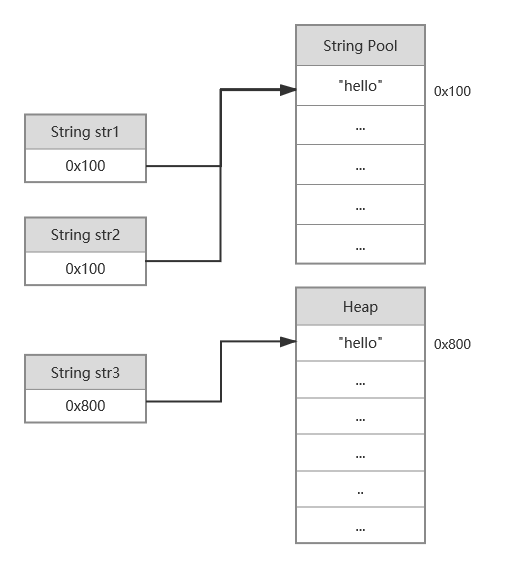 String Pool
"hello"
0x100
...
...
...
...
String str1
0x100
String str2
0x100
Heap
"hello"
0x800
...
...
...
..
...
String str3
0x800